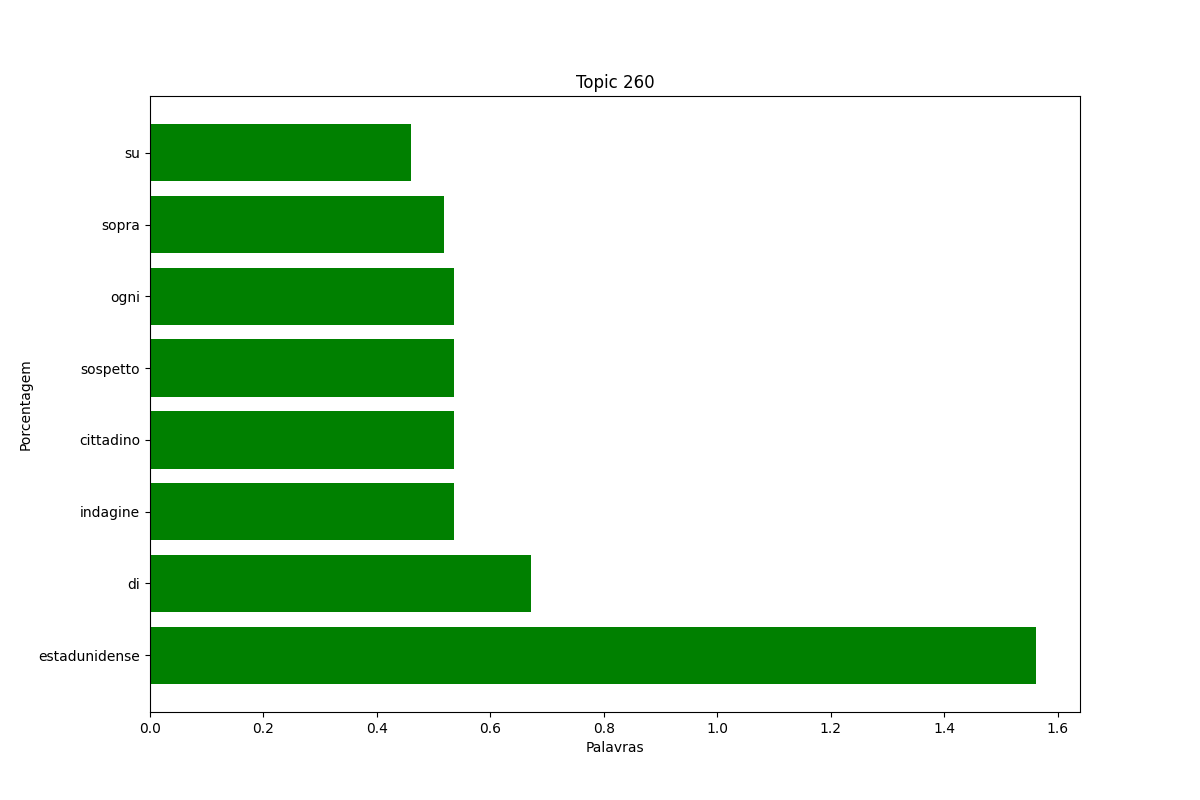 Topic 260
su
sopra
ogni
sospetto
cittadino
indagine
di
estadunidense
Porcentagem
0.0 0.2 0.4 0.6 0.8 1.0 1.2 1.4 1.6
Palavras